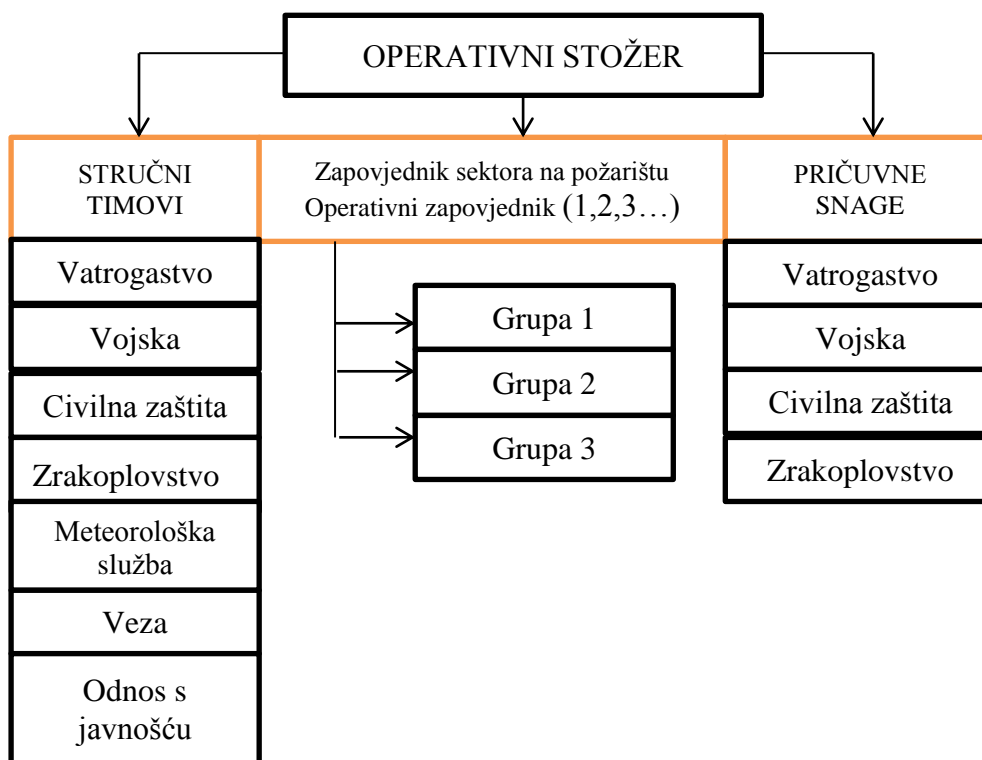 OPERATIVNI STOŽER
STRUČNI
TIMOVI
Vatrogastvo
Vojska
Civilna zaštita
Zrakoplovstvo
Meteorološka
služba
Veza
Odnos s
javnošću
Zapovjednik sektora na požarištu
Operativni zapovjednik (1,2,3…)
Grupa 1
Grupa 2
Grupa 3
PRIČUVNE
SNAGE
Vatrogastvo
Vojska
Civilna zaštita
Zrakoplovstvo